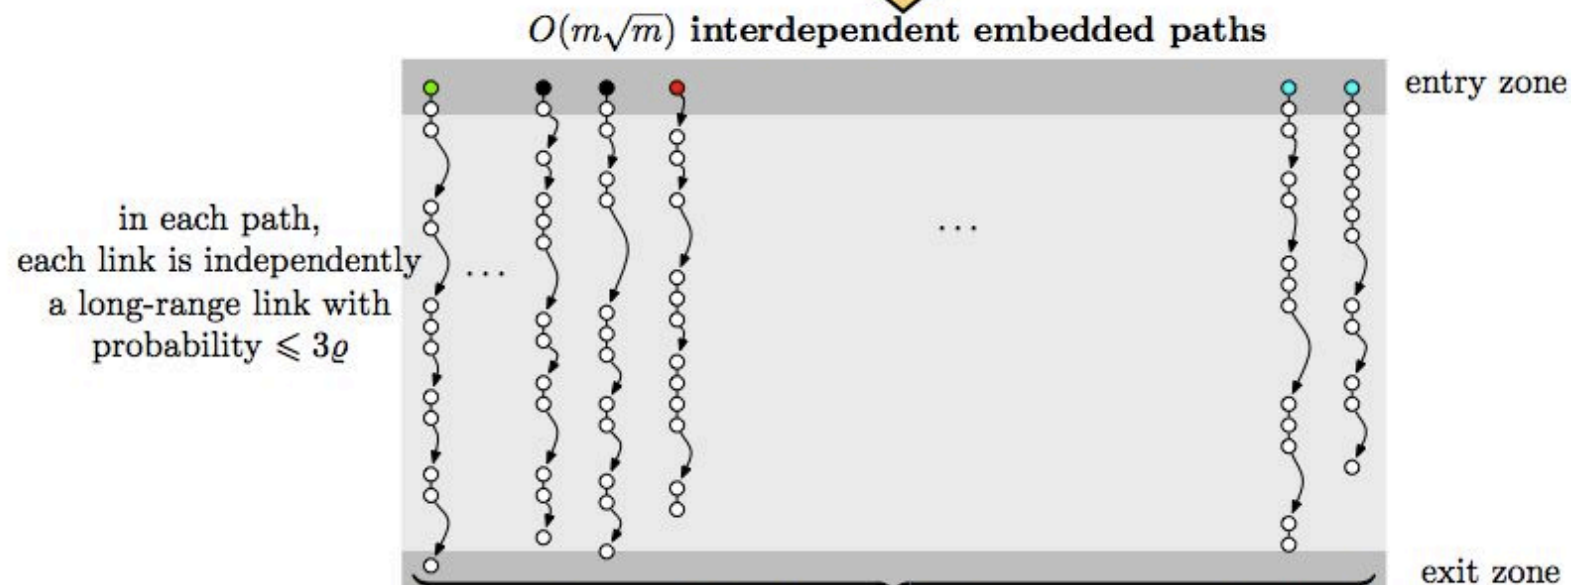 O(m√m) interdependent embedded paths
entry zone
in each path,
each link is independently
a long-range link with
probability ⩽ 3ϱ
...
...
exit zone